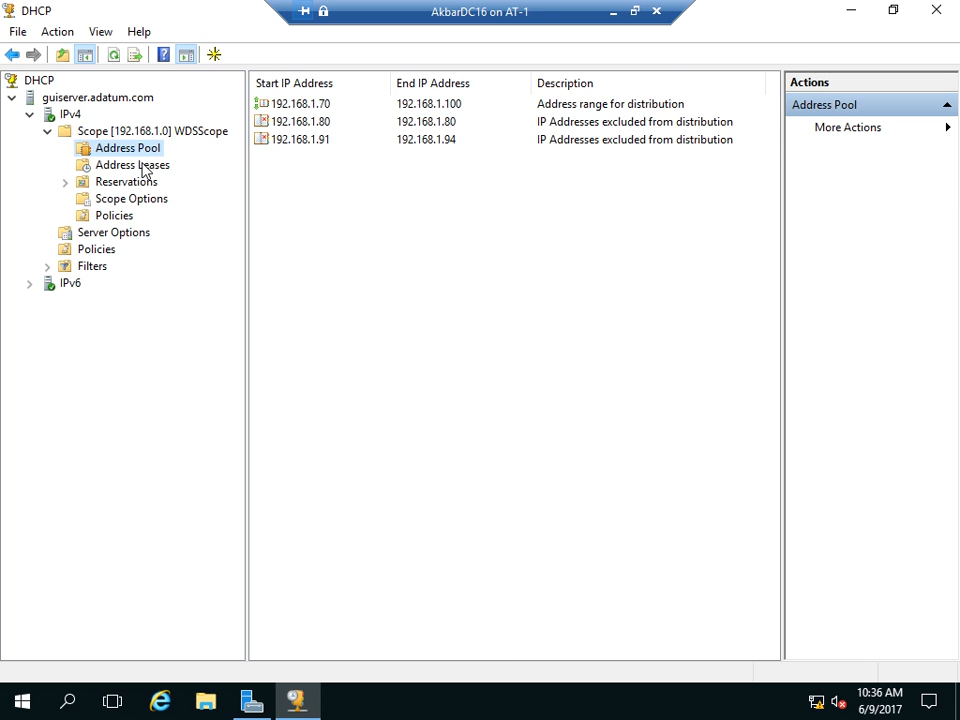 DHCP
AkbarDC16 on AT-1
File Action View Help
DHCP
guiserver.adatum.com
IPv4
Scope [192.168.1.0] WDSScope
Address Pool
Address Leases
Reservations
Scope Options
Policies
Server Options
Policies
Filters
IPv6
Start IP Address End IP Address Description
192.168.1.70 192.168.1.100 Address range for distribution
192.168.1.80 192.168.1.80 IP Addresses excluded from distribution
192.168.1.91 192.168.1.94 IP Addresses excluded from distribution
Actions
Address Pool
More Actions
10:36 AM
6/9/2017